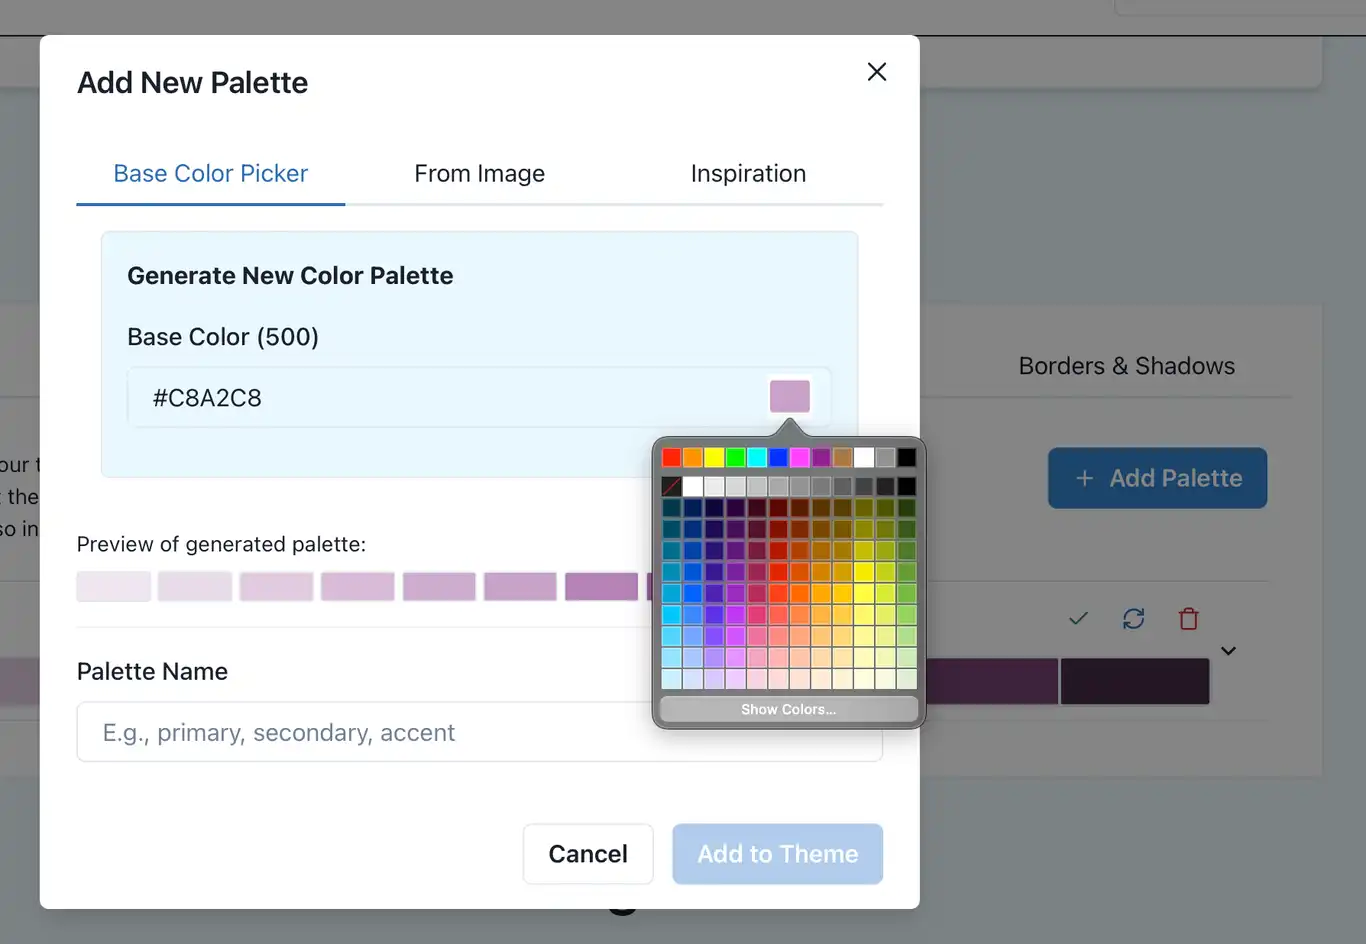 Add New Palette
Base Color Picker
From Image
Inspiration
Generate New Color Palette
Base Color (500)
#C8A2C8
Borders & Shadows
our t
the
so in
+ Add Palette
Preview of generated palette:
Show Colors...
Palette Name
E.g., primary, secondary, accent
Cancel
Add to Theme